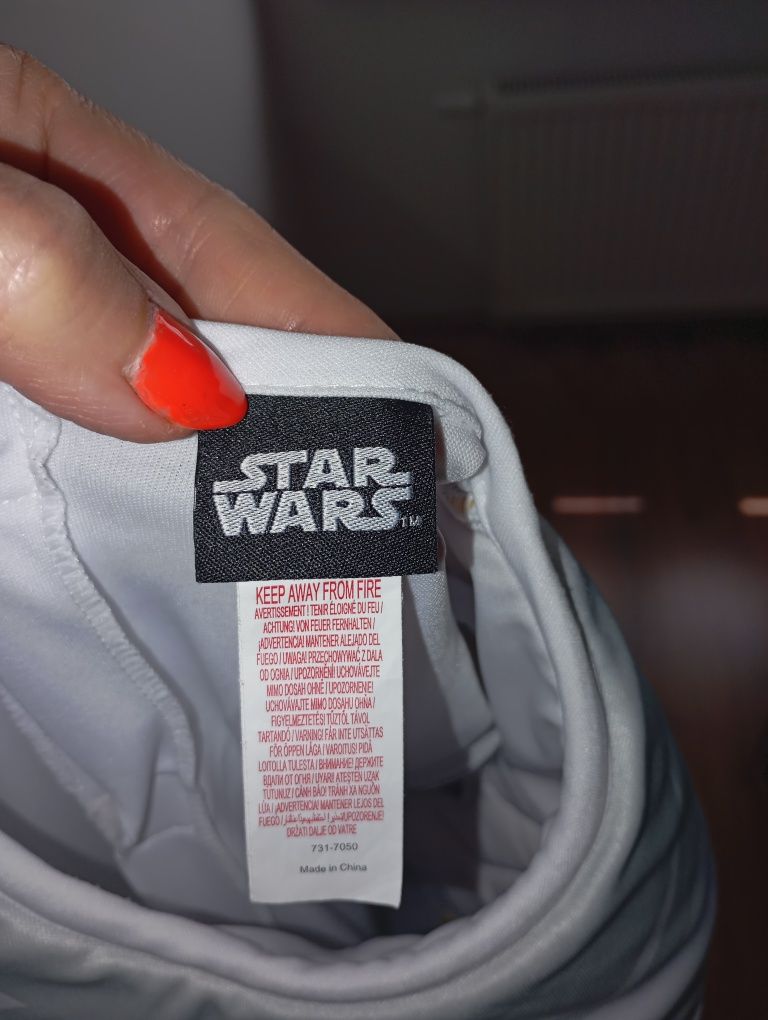 STAR
WARS™
KEEP AWAY FROM FIRE
AVERTISSEMENT ! TENIR ÉLOIGNÉ DU FEU /
ACHTUNG! VON FEUER FERNHALTEN /
¡ADVERTENCIA! MANTENER ALEJADO DEL
FUEGO / UWAGA! PRZECHOWYWAĆ Z DALA
OD OGNIA / UPOZORNĚNÍ! UCHOVÁVEJTE
MIMO DOSAH OHNĚ / UPOZORNENIE!
UCHOVÁVAJTE MIMO DOSAHU OHŇA /
FIGYELMEZTETÉS! TŰZTŐL TÁVOL
TARTANDÓ / VARNING! FÅR INTE UTSÄTTAS
FÖR ÖPPEN LÅGA / VAROITUS! PIDÄ
LOITOLLA TULESTA / ВНИМАНИЕ! ДЕРЖИТЕ
ВДАЛИ ОТ ОГНЯ / UYARI! ATEŞTEN UZAK
TUTUNUZ / CẢNH BÁO! TRÁNH XA NGUỒN
LỬA / ¡ADVERTENCIA! MANTENER LEJOS DEL
FUEGO / UPOZORENJE!
DRŽATI DALJE OD VATRE
731-7050
Made in China